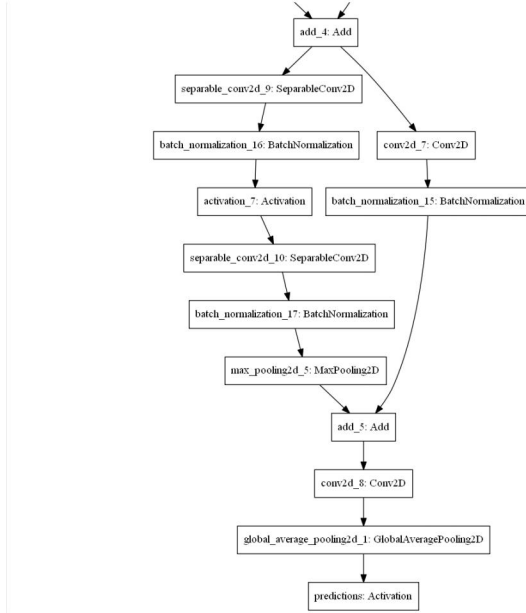 add_4: Add
separable_conv2d_9: SeparableConv2D
batch_normalization_16: BatchNormalization
conv2d_7: Conv2D
activation_7: Activation
batch_normalization_15: BatchNormalization
separable_conv2d_10: SeparableConv2D
batch_normalization_17: BatchNormalization
max_pooling2d_5: MaxPooling2D
add_5: Add
conv2d_8: Conv2D
global_average_pooling2d_1: GlobalAveragePooling2D
predictions: Activation